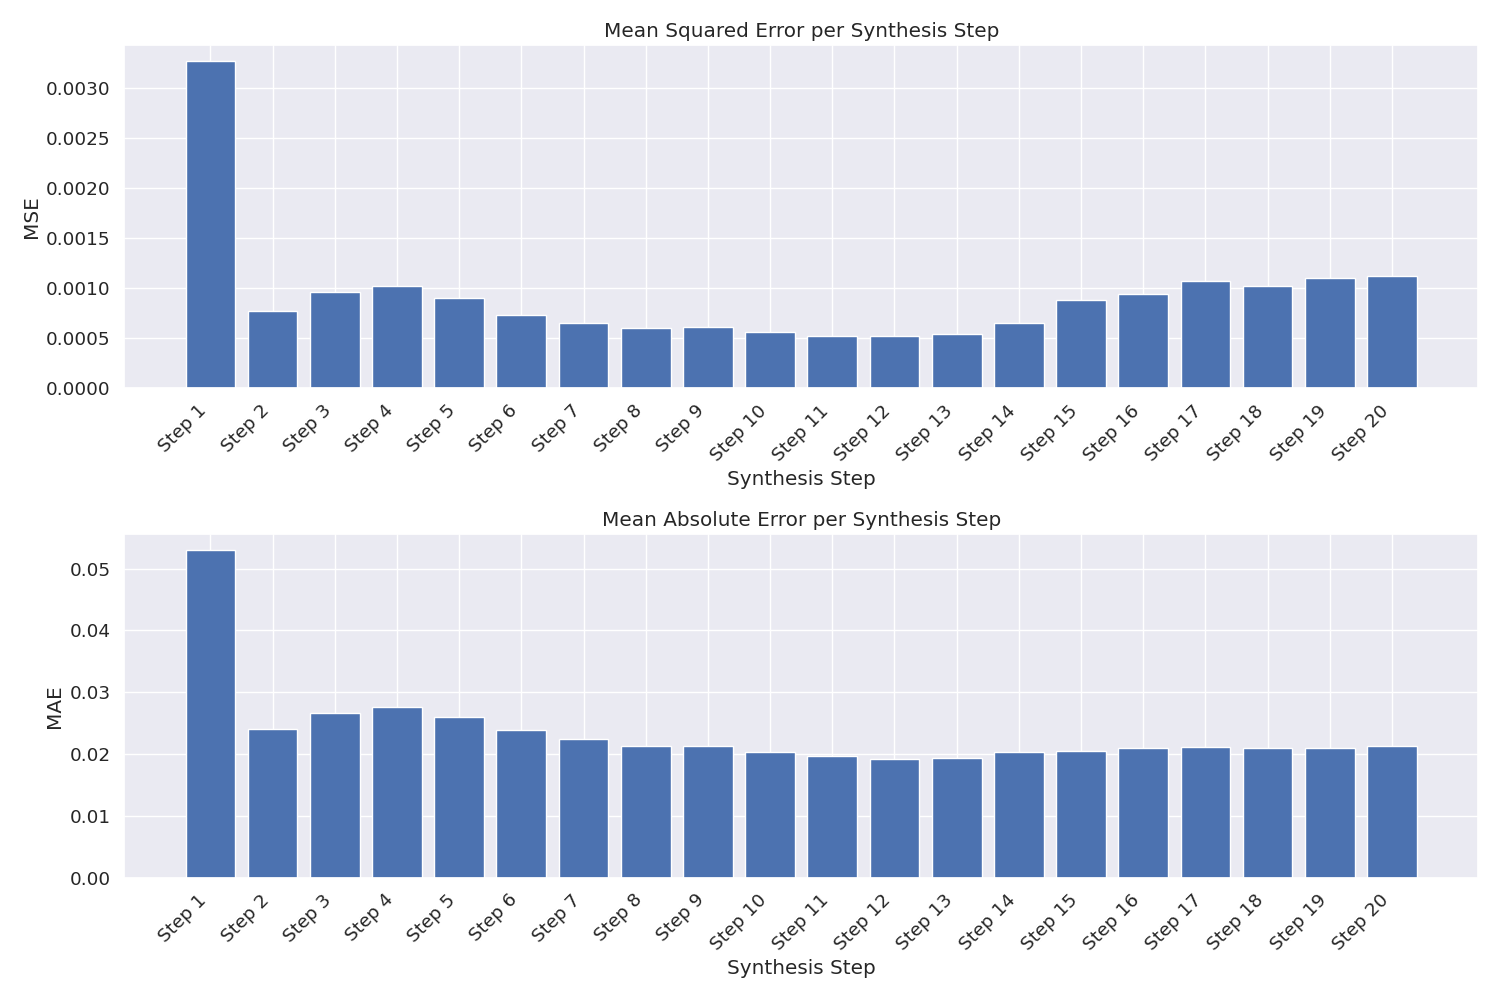 Mean Squared Error per Synthesis Step
MSE
0.0030
0.0025
0.0020
0.0015
0.0010
0.0005
0.0000
Step 1
Step 2
Step 3
Step 4
Step 5
Step 6
Step 7
Step 8
Step 9
Step 10
Step 11
Step 12
Step 13
Step 14
Step 15
Step 16
Step 17
Step 18
Step 19
Step 20
Synthesis Step
Mean Absolute Error per Synthesis Step
MAE
0.05
0.04
0.03
0.02
0.01
0.00
Step 1
Step 2
Step 3
Step 4
Step 5
Step 6
Step 7
Step 8
Step 9
Step 10
Step 11
Step 12
Step 13
Step 14
Step 15
Step 16
Step 17
Step 18
Step 19
Step 20
Synthesis Step